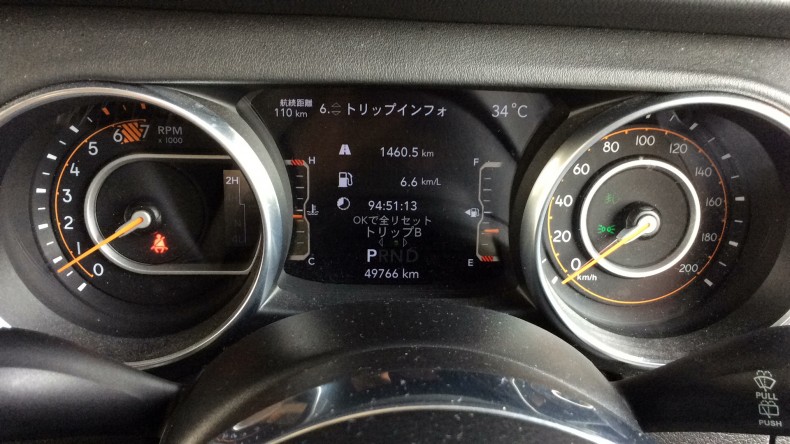 航続距離
110 km
6. トリップインフォ
34°C
1460.5 km
6.6 km/L
94:51:13
OKで全リセット
トリップB
PRND
49766 km
H
C
F
E
RPM
x 1000
0
1
2
3
4
5
6
7
2H
0
20
40
60
80
100
120
140
160
180
200
km/h
PULL
PUSH